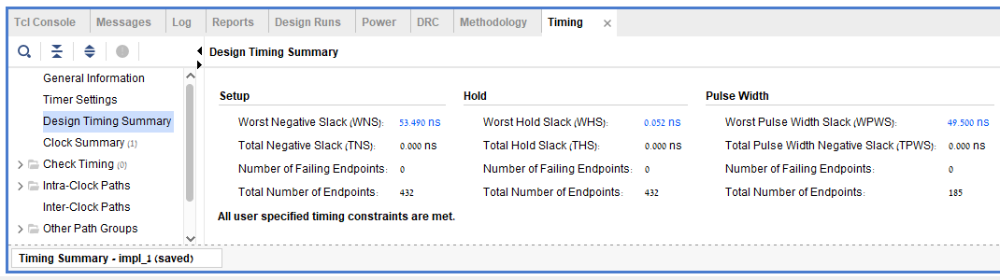 Tcl Console Messages Log Reports Design Runs Power DRC Methodology Timing ×
Design Timing Summary
General Information
Timer Settings
Design Timing Summary
Clock Summary (1)
Check Timing (0)
Intra-Clock Paths
Inter-Clock Paths
Other Path Groups
Setup Hold Pulse Width
Worst Negative Slack (WNS): 53.490 ns Worst Hold Slack (WHS): 0.052 ns Worst Pulse Width Slack (WPWS): 49.500 ns
Total Negative Slack (TNS): 0.000 ns Total Hold Slack (THS): 0.000 ns Total Pulse Width Negative Slack (TPWS): 0.000 ns
Number of Failing Endpoints: 0 Number of Failing Endpoints: 0 Number of Failing Endpoints: 0
Total Number of Endpoints: 432 Total Number of Endpoints: 432 Total Number of Endpoints: 185
All user specified timing constraints are met.
Timing Summary - impl_1 (saved)